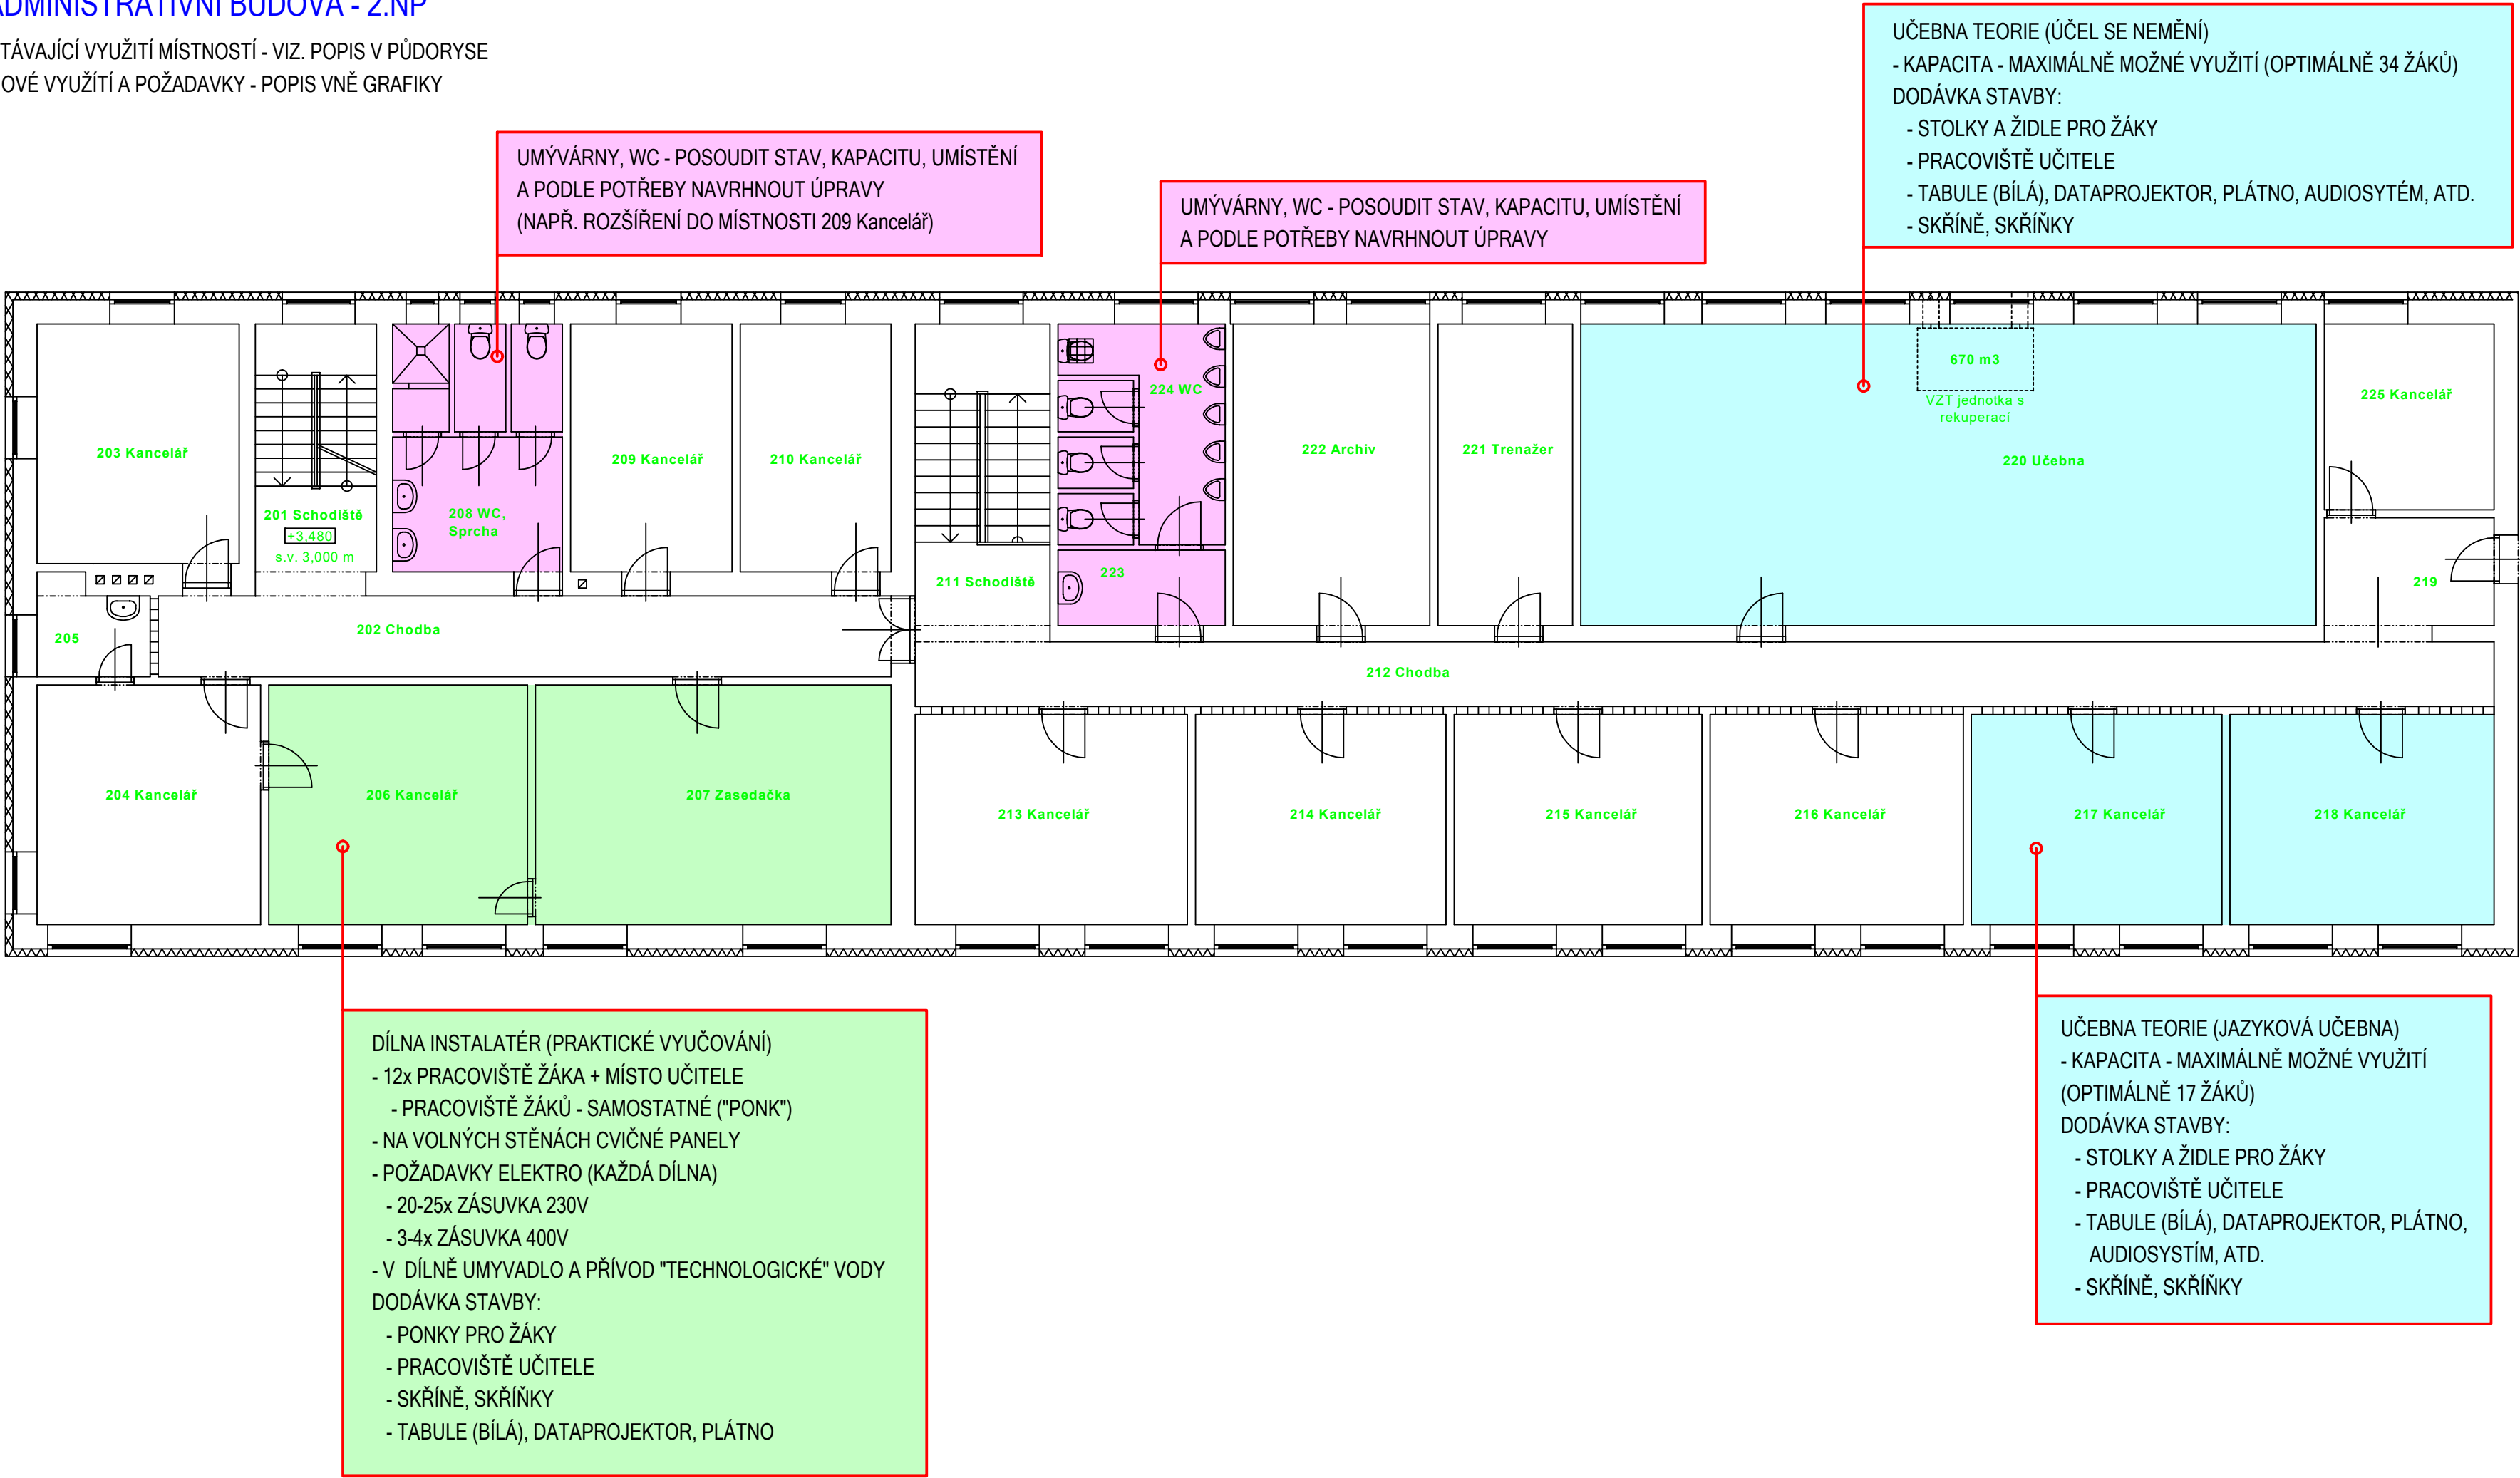 ADMINISTRATIVNÍ BUDOVA - 2.NP
TÁVAJÍCÍ VYUŽITÍ MÍSTNOSTÍ - VIZ. POPIS V PŮDORYSE
OVÉ VYUŽÍTÍ A POŽADAVKY - POPIS VNĚ GRAFIKY
UČEBNA TEORIE (ÚČEL SE NEMĚNÍ)
- KAPACITA - MAXIMÁLNĚ MOŽNÉ VYUŽITÍ (OPTIMÁLNĚ 34 ŽÁKŮ)
DODÁVKA STAVBY:
- STOLKY A ŽIDLE PRO ŽÁKY
- PRACOVIŠTĚ UČITELE
- TABULE (BÍLÁ), DATAPROJEKTOR, PLÁTNO, AUDIOSYTÉM, ATD.
- SKŘÍNĚ, SKŘÍŇKY
UMÝVÁRNY, WC - POSOUDIT STAV, KAPACITU, UMÍSTĚNÍ
A PODLE POTŘEBY NAVRHNOUT ÚPRAVY
(NAPŘ. ROZŠÍŘENÍ DO MÍSTNOSTI 209 Kancelář)
UMÝVÁRNY, WC - POSOUDIT STAV, KAPACITU, UMÍSTĚNÍ
A PODLE POTŘEBY NAVRHNOUT ÚPRAVY
203 Kancelář
201 Schodiště
+3,480
s.v. 3,000 m
208 WC,
Sprcha
209 Kancelář
210 Kancelář
211 Schodiště
224 WC
223
222 Archiv
221 Trenažer
670 m3
VZT jednotka s
rekuperací
220 Učebna
225 Kancelář
219
205
202 Chodba
212 Chodba
204 Kancelář
206 Kancelář
207 Zasedačka
213 Kancelář
214 Kancelář
215 Kancelář
216 Kancelář
217 Kancelář
218 Kancelář
DÍLNA INSTALATÉR (PRAKTICKÉ VYUČOVÁNÍ)
- 12x PRACOVIŠTĚ ŽÁKA + MÍSTO UČITELE
- PRACOVIŠTĚ ŽÁKŮ - SAMOSTATNÉ ("PONK")
- NA VOLNÝCH STĚNÁCH CVIČNÉ PANELY
- POŽADAVKY ELEKTRO (KAŽDÁ DÍLNA)
- 20-25x ZÁSUVKA 230V
- 3-4x ZÁSUVKA 400V
- V DÍLNĚ UMYVADLO A PŘÍVOD "TECHNOLOGICKÉ" VODY
DODÁVKA STAVBY:
- PONKY PRO ŽÁKY
- PRACOVIŠTĚ UČITELE
- SKŘÍNĚ, SKŘÍŇKY
- TABULE (BÍLÁ), DATAPROJEKTOR, PLÁTNO
UČEBNA TEORIE (JAZYKOVÁ UČEBNA)
- KAPACITA - MAXIMÁLNĚ MOŽNÉ VYUŽITÍ
(OPTIMÁLNĚ 17 ŽÁKŮ)
DODÁVKA STAVBY:
- STOLKY A ŽIDLE PRO ŽÁKY
- PRACOVIŠTĚ UČITELE
- TABULE (BÍLÁ), DATAPROJEKTOR, PLÁTNO,
AUDIOSYSTÍM, ATD.
- SKŘÍNĚ, SKŘÍŇKY